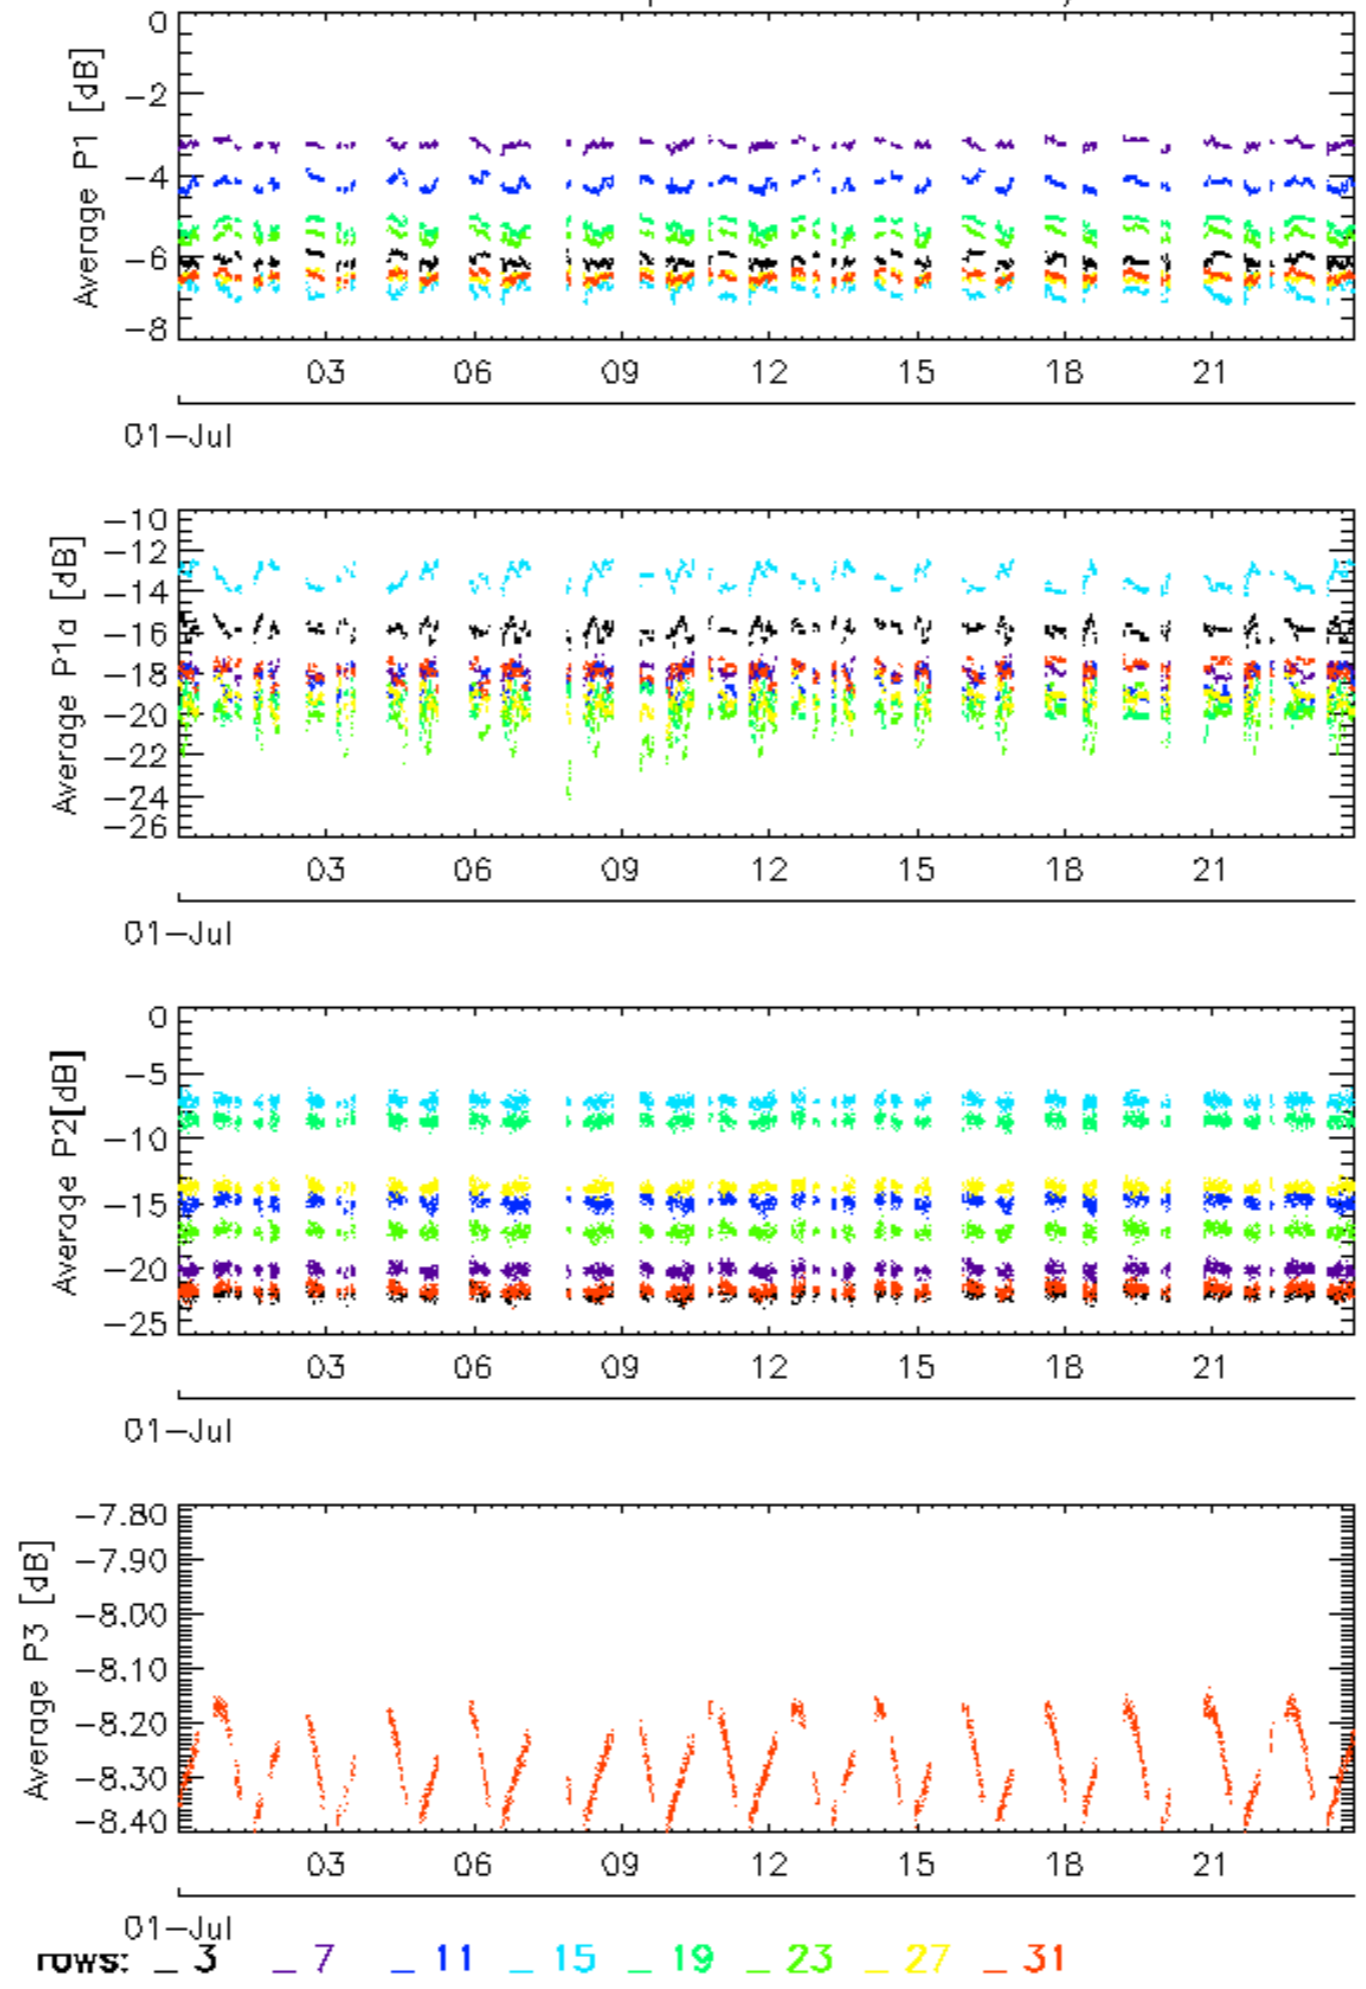 0
-2
-4
-6
-8
Average P1 [dB]
03 06 09 12 15 18 21
01-Jul
-10
-12
-14
-16
-18
-20
-22
-24
-26
Average P1a [dB]
03 06 09 12 15 18 21
01-Jul
0
-5
-10
-15
-20
-25
Average P2[dB]
03 06 09 12 15 18 21
01-Jul
-7.80
-7.90
-8.00
-8.10
-8.20
-8.30
-8.40
Average P3 [dB]
03 06 09 12 15 18 21
01-Jul
rows: _ 3 _ 7 _ 11 _ 15 _ 19 _ 23 _ 27 _ 31